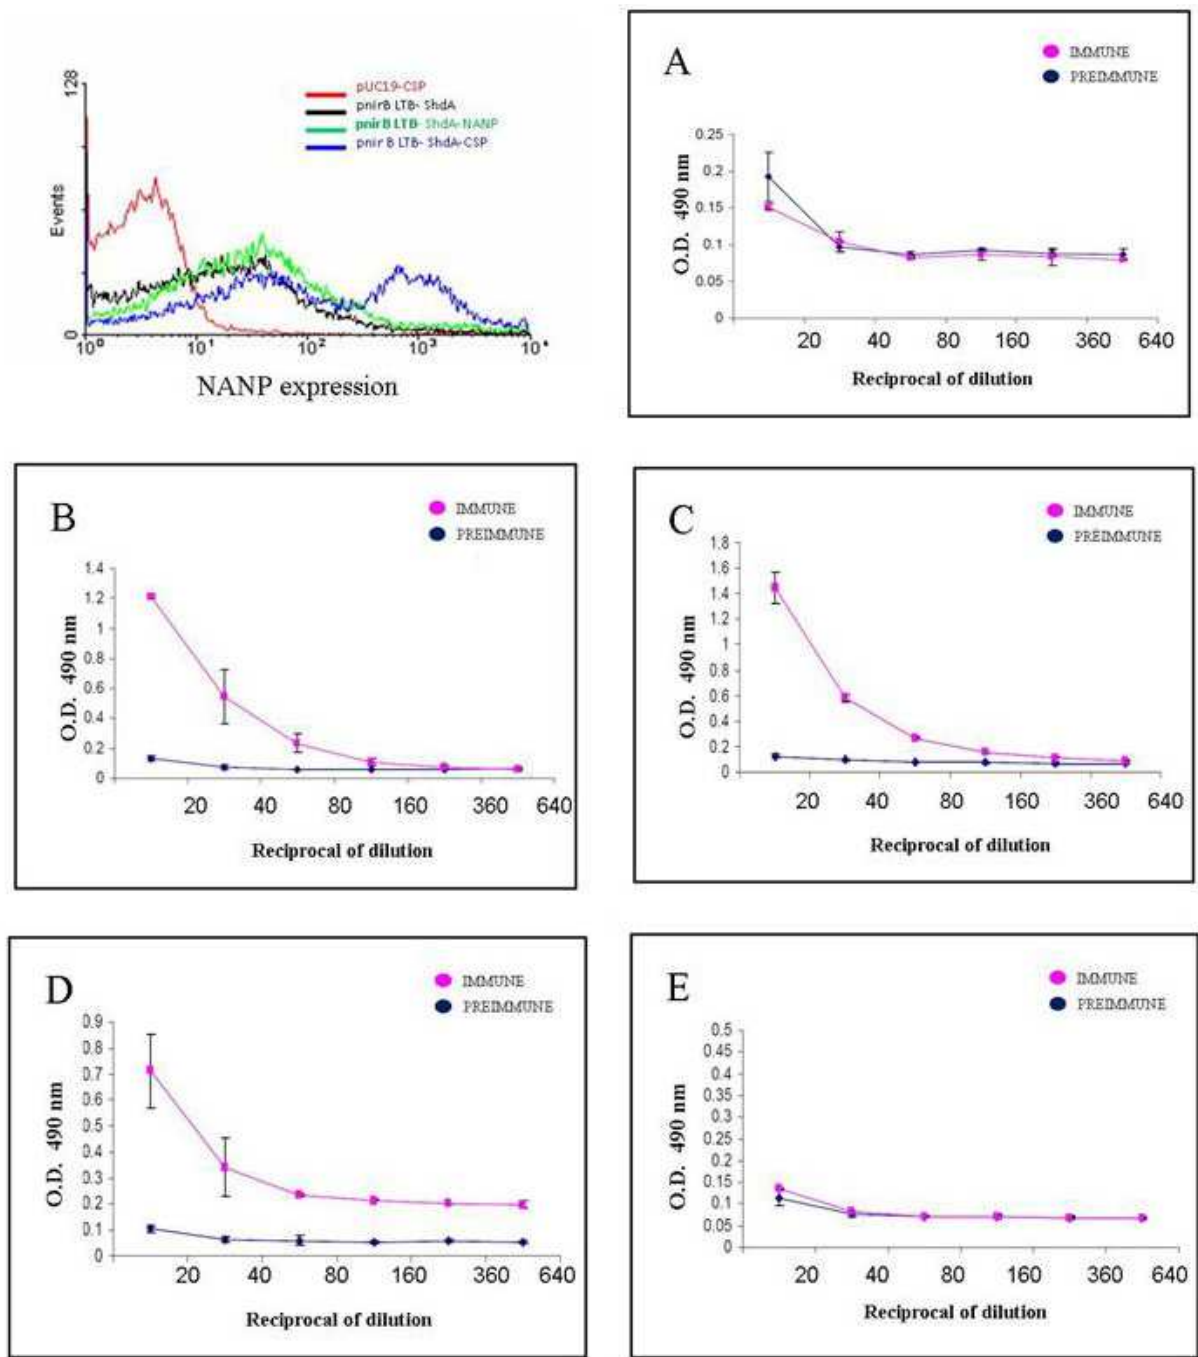 128
Events
0
pUC19-CSP
pnirB LTB- ShdA
pnirB LTB- ShdA-NANP
pnir B LTB- ShdA-CSP
10⁰ 10¹ 10² 10³ 10⁴
NANP expression
A
IMMUNE
PREIMMUNE
O.D. 490 nm
0.25
0.2
0.15
0.1
0.05
0
20 40 80 160 360 640
Reciprocal of dilution
B
IMMUNE
PREIMMUNE
O.D. 490 nm
1.4
1.2
1
0.8
0.6
0.4
0.2
0
20 40 80 160 360 640
Reciprocal of dilution
C
IMMUNE
PREIMMUNE
O.D. 490 nm
1.8
1.6
1.4
1.2
1
0.8
0.6
0.4
0.2
0
20 40 80 160 360 640
Reciprocal of dilution
D
IMMUNE
PREIMMUNE
O.D. 490 nm
0.9
0.8
0.7
0.6
0.5
0.4
0.3
0.2
0.1
0
20 40 80 160 360 640
Reciprocal of dilution
E
IMMUNE
PREIMMUNE
O.D. 490 nm
0.5
0.45
0.4
0.35
0.3
0.25
0.2
0.15
0.1
0.05
0
20 40 80 160 360 640
Reciprocal of dilution